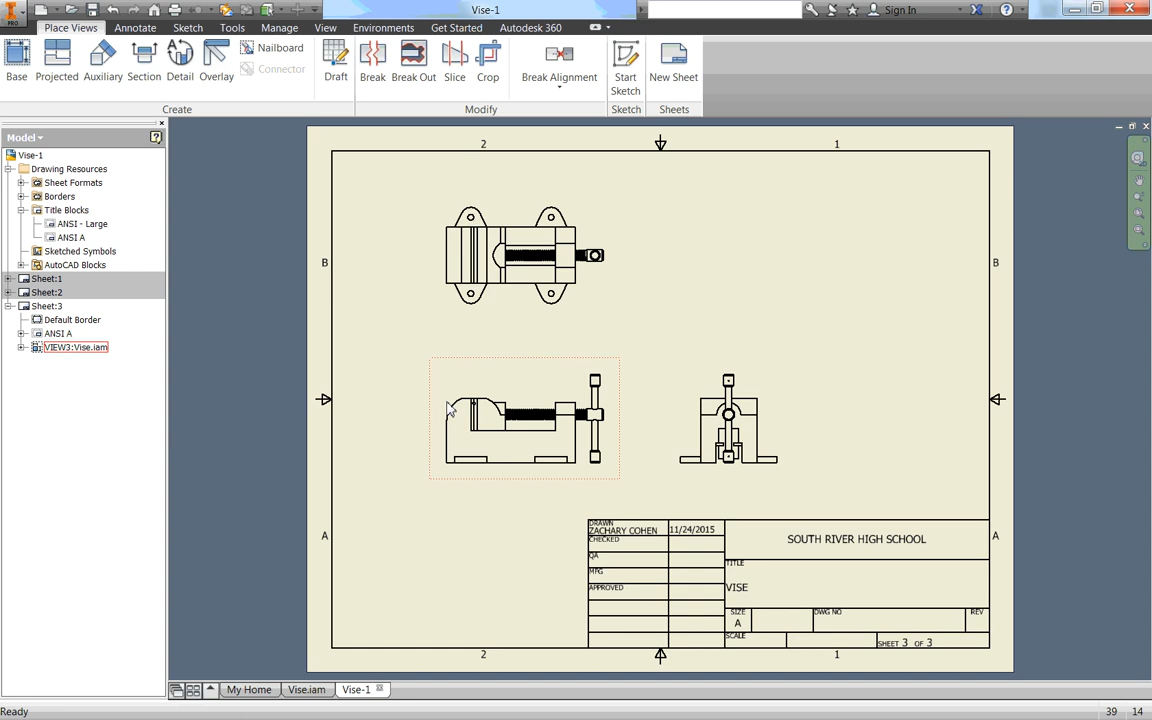 PRO
Vise-1
Sign In
Place Views Annotate Sketch Tools Manage View Environments Get Started Autodesk 360
Base Projected Auxiliary Section Detail Overlay Nailboard Connector Draft Break Break Out Slice Crop Break Alignment Start Sketch New Sheet
Create Modify Sketch Sheets
Model
Vise-1
Drawing Resources
Sheet Formats
Borders
Title Blocks
ANSI - Large
ANSI A
Sketched Symbols
AutoCAD Blocks
Sheet:1
Sheet:2
Sheet:3
Default Border
ANSI A
VIEW3:Vise.iam
2 1
B B
A A
2 1
DRAWN
ZACHARY COHEN 11/24/2015
CHECKED
QA
MFG
APPROVED
SOUTH RIVER HIGH SCHOOL
TITLE
VISE
SIZE
A
DWG NO
REV
SCALE
SHEET 3 OF 3
My Home Vise.iam Vise-1
Ready 39 14